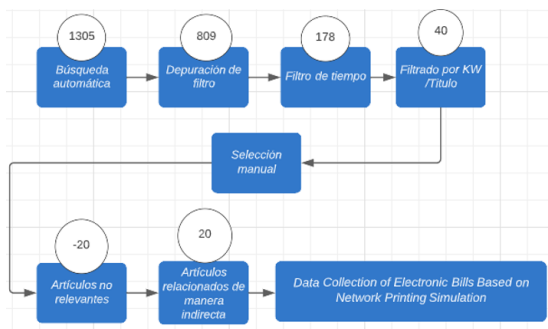 1305
Búsqueda
automática
809
Depuración de
filtro
178
Filtro de tiempo
40
Filtrado por KW
/Titulo
Selección
manual
-20
Artículos no
relevantes
20
Artículos
relacionados de
manera
indirecta
Data Collection of Electronic Bills Based on
Network Printing Simulation